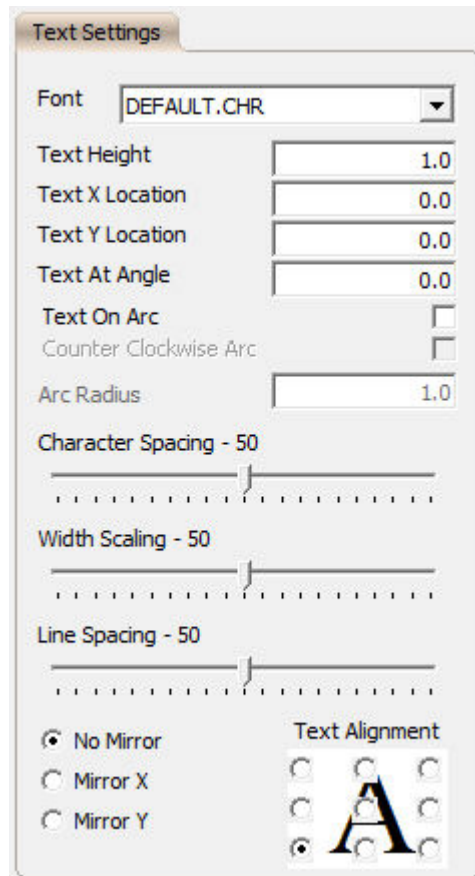 Text Settings
Font DEFAULT.CHR
Text Height 1.0
Text X Location 0.0
Text Y Location 0.0
Text At Angle 0.0
Text On Arc
Counter Clockwise Arc
Arc Radius 1.0
Character Spacing - 50
Width Scaling - 50
Line Spacing - 50
No Mirror Text Alignment
Mirror X
Mirror Y
A